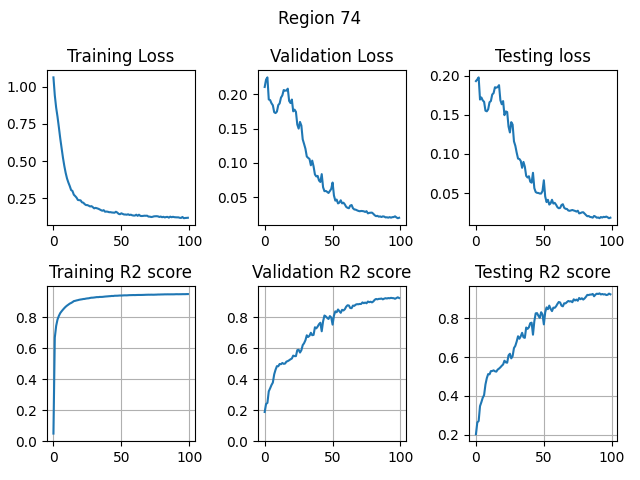 Region 74
Training Loss
Validation Loss
Testing loss
1.00
0.75
0.50
0.25
0 50 100
0.20
0.15
0.10
0.05
0 50 100
0.20
0.15
0.10
0.05
0 50 100
Training R2 score
Validation R2 score
Testing R2 score
0.8
0.6
0.4
0.2
0.0
0 50 100
0.8
0.6
0.4
0.2
0.0
0 50 100
0.8
0.6
0.4
0.2
0 50 100